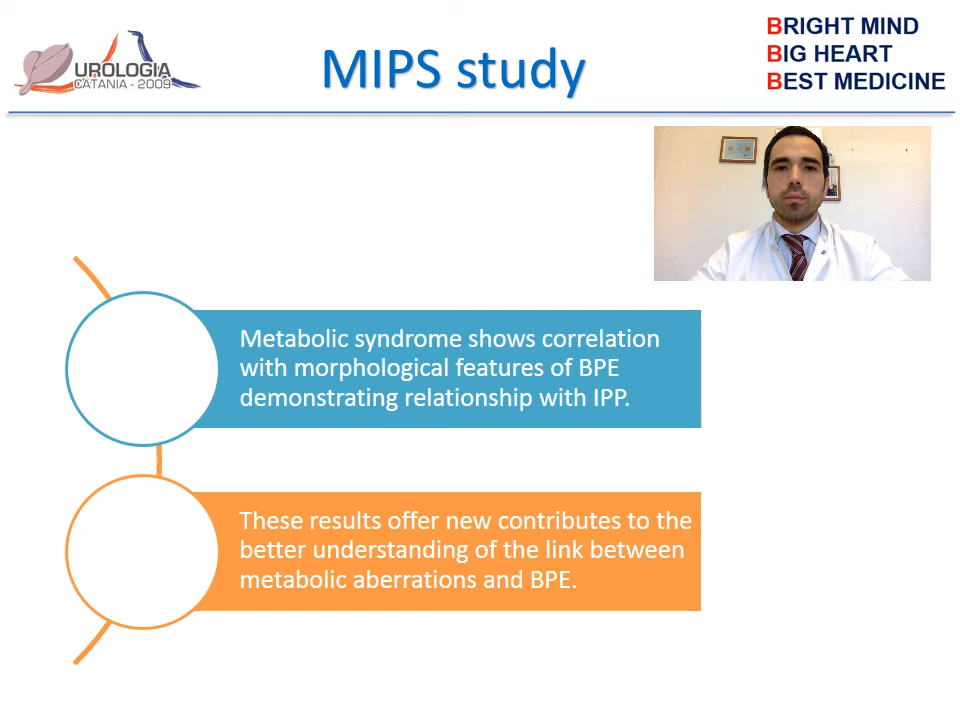 UROLOGIA
CATANIA - 2009
MIPS study
BRIGHT MIND
BIG HEART
BEST MEDICINE
Metabolic syndrome shows correlation
with morphological features of BPE
demonstrating relationship with IPP.
These results offer new contributes to the
better understanding of the link between
metabolic aberrations and BPE.